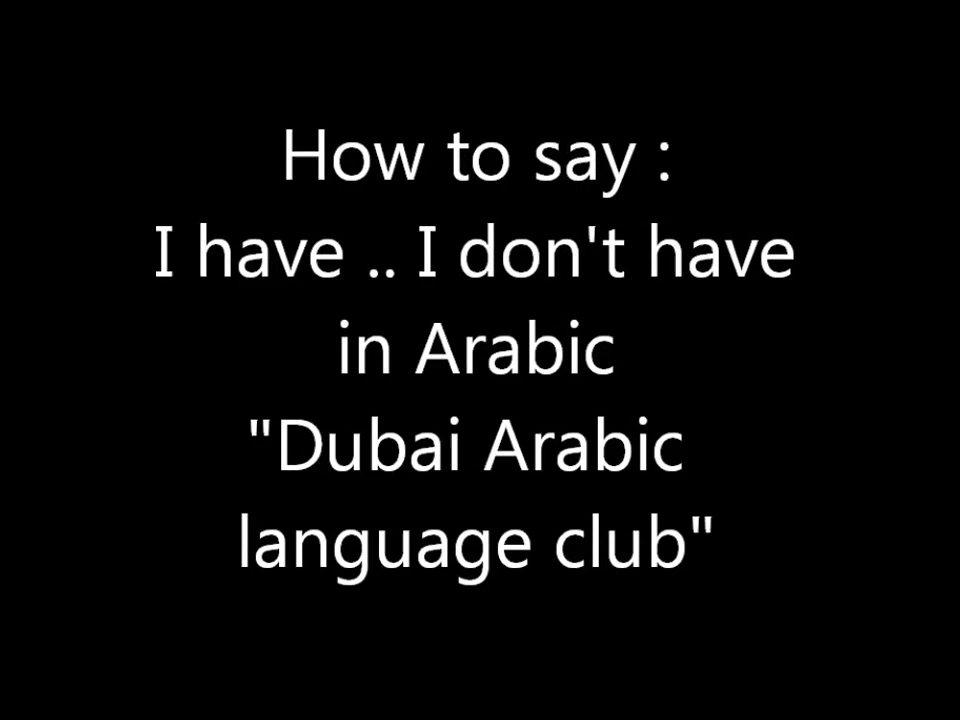 How to say :
I have .. I don't have
in Arabic
"Dubai Arabic
language club"